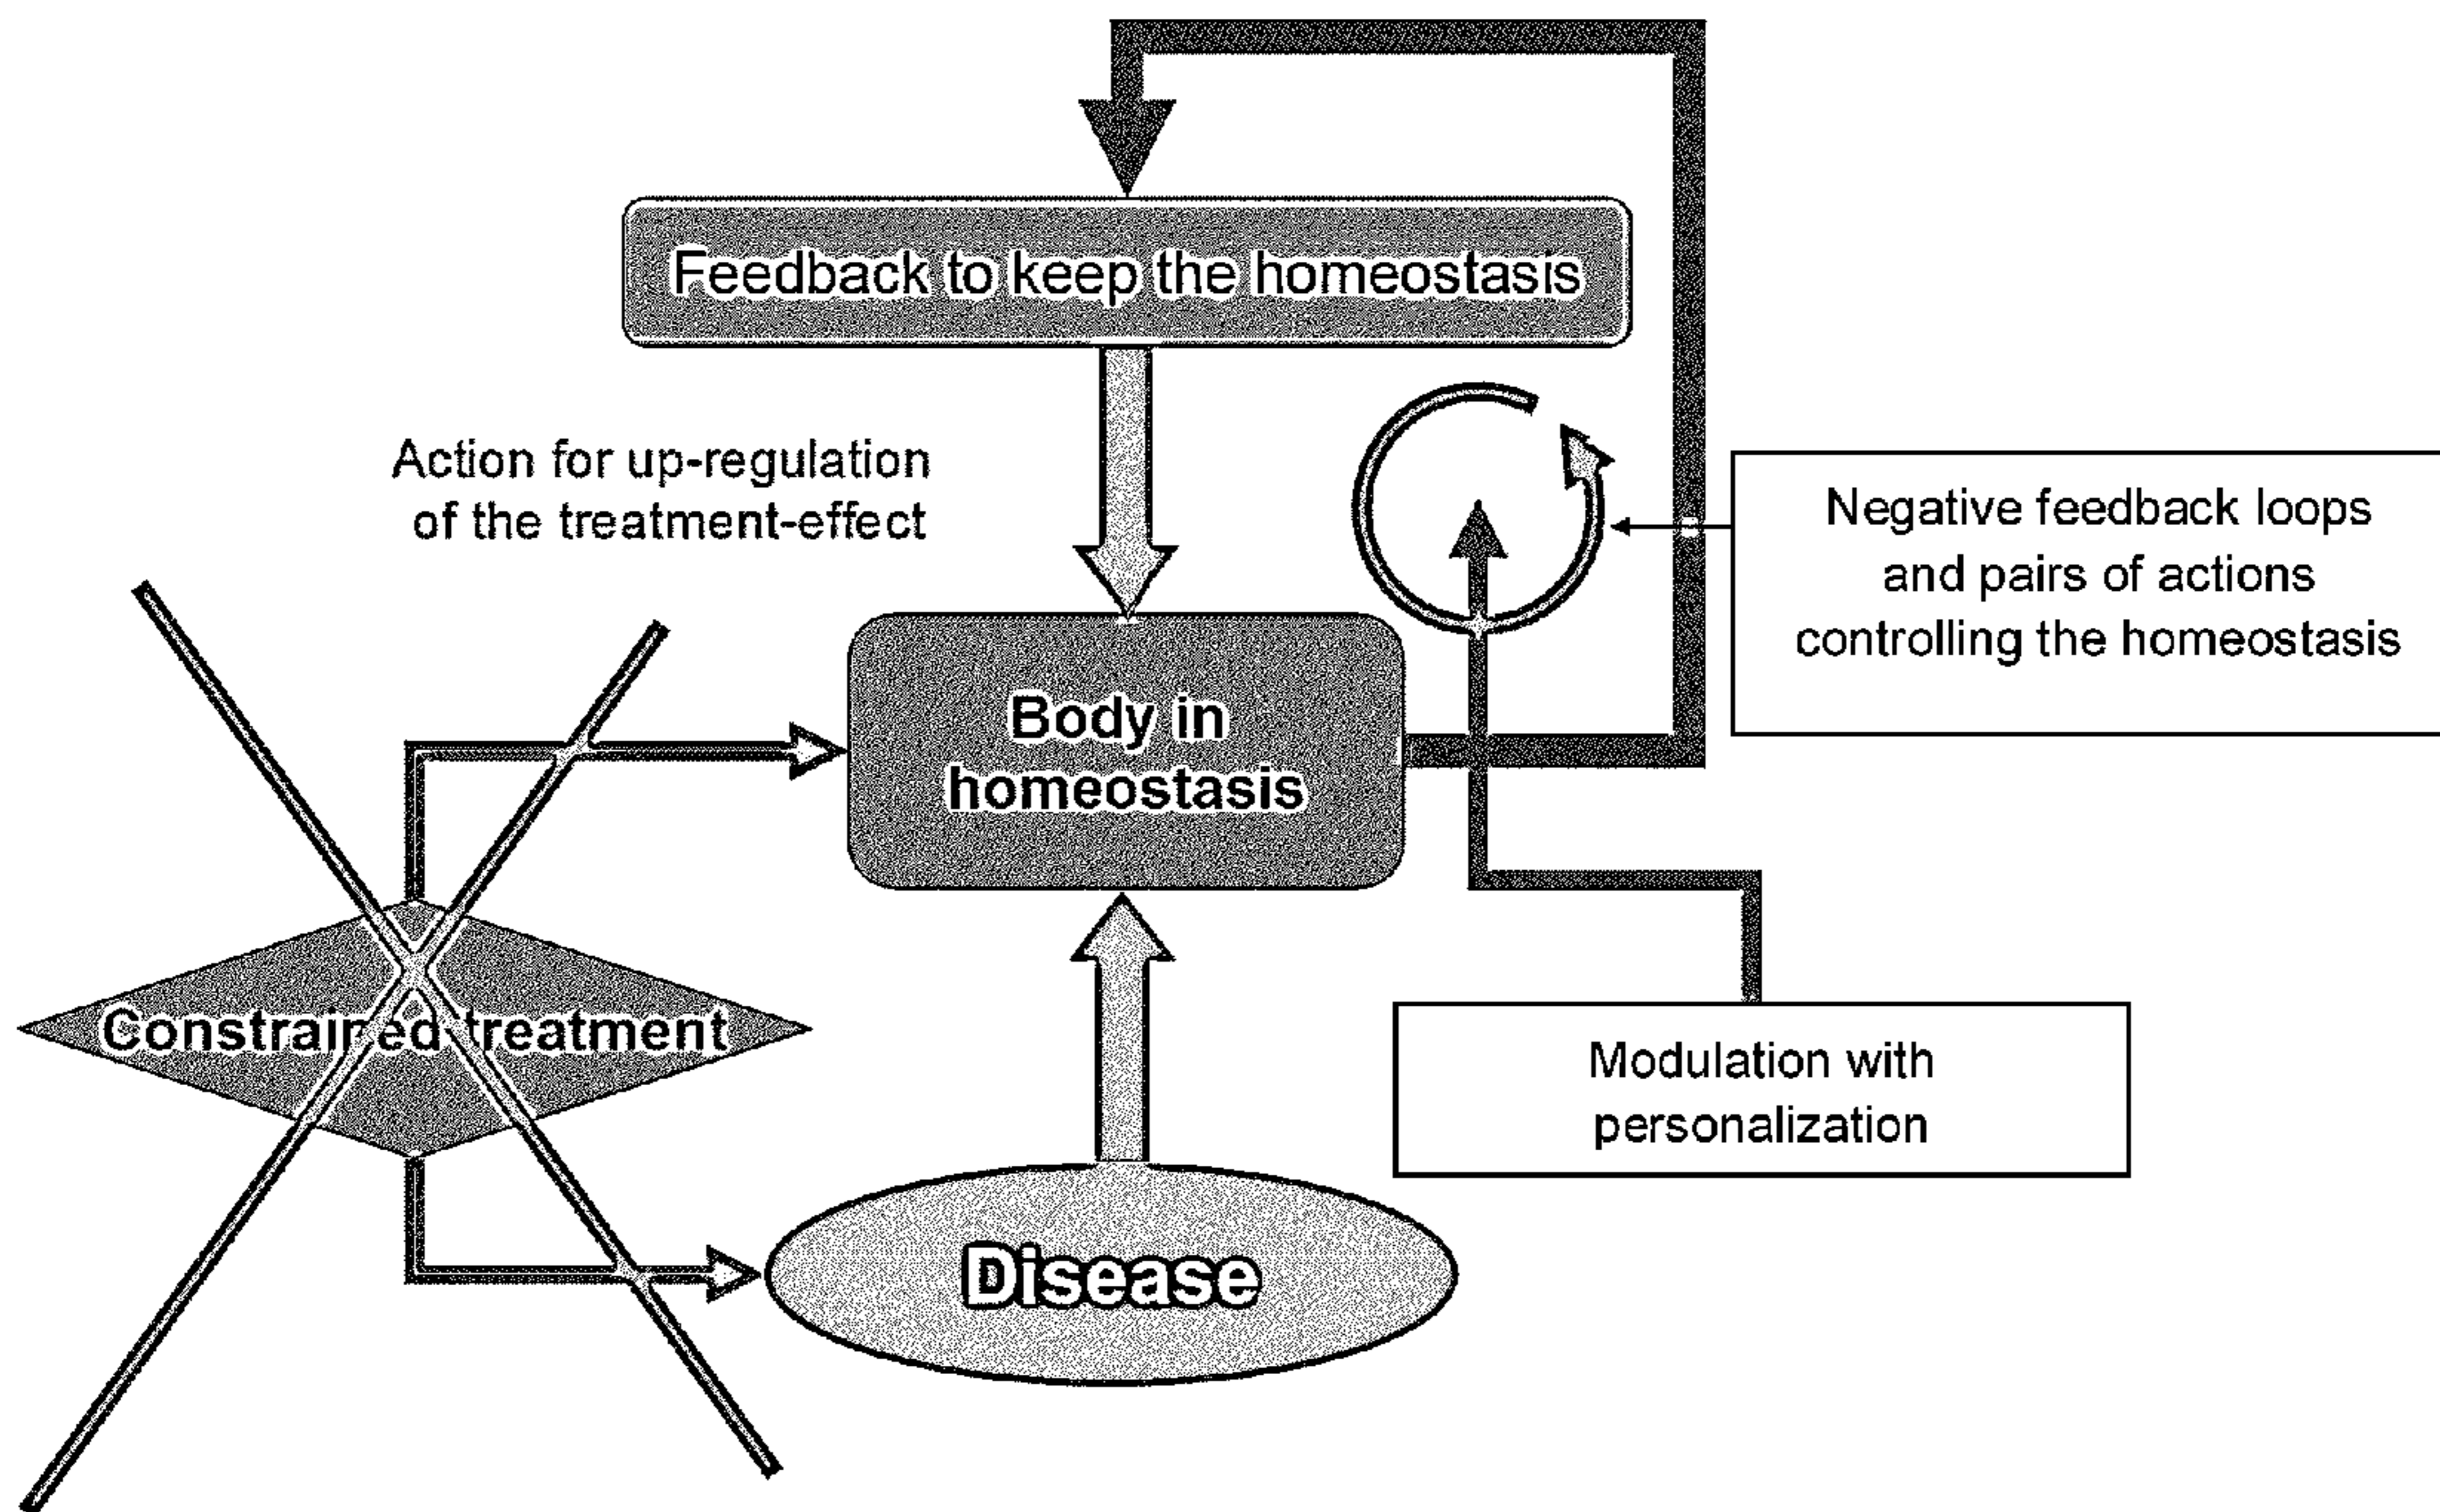 Feedback to keep the homeostasis
Action for up-regulation
of the treatment-effect
Negative feedback loops
and pairs of actions
controlling the homeostasis
Body in
homeostasis
Constrained treatment
Modulation with
personalization
Disease